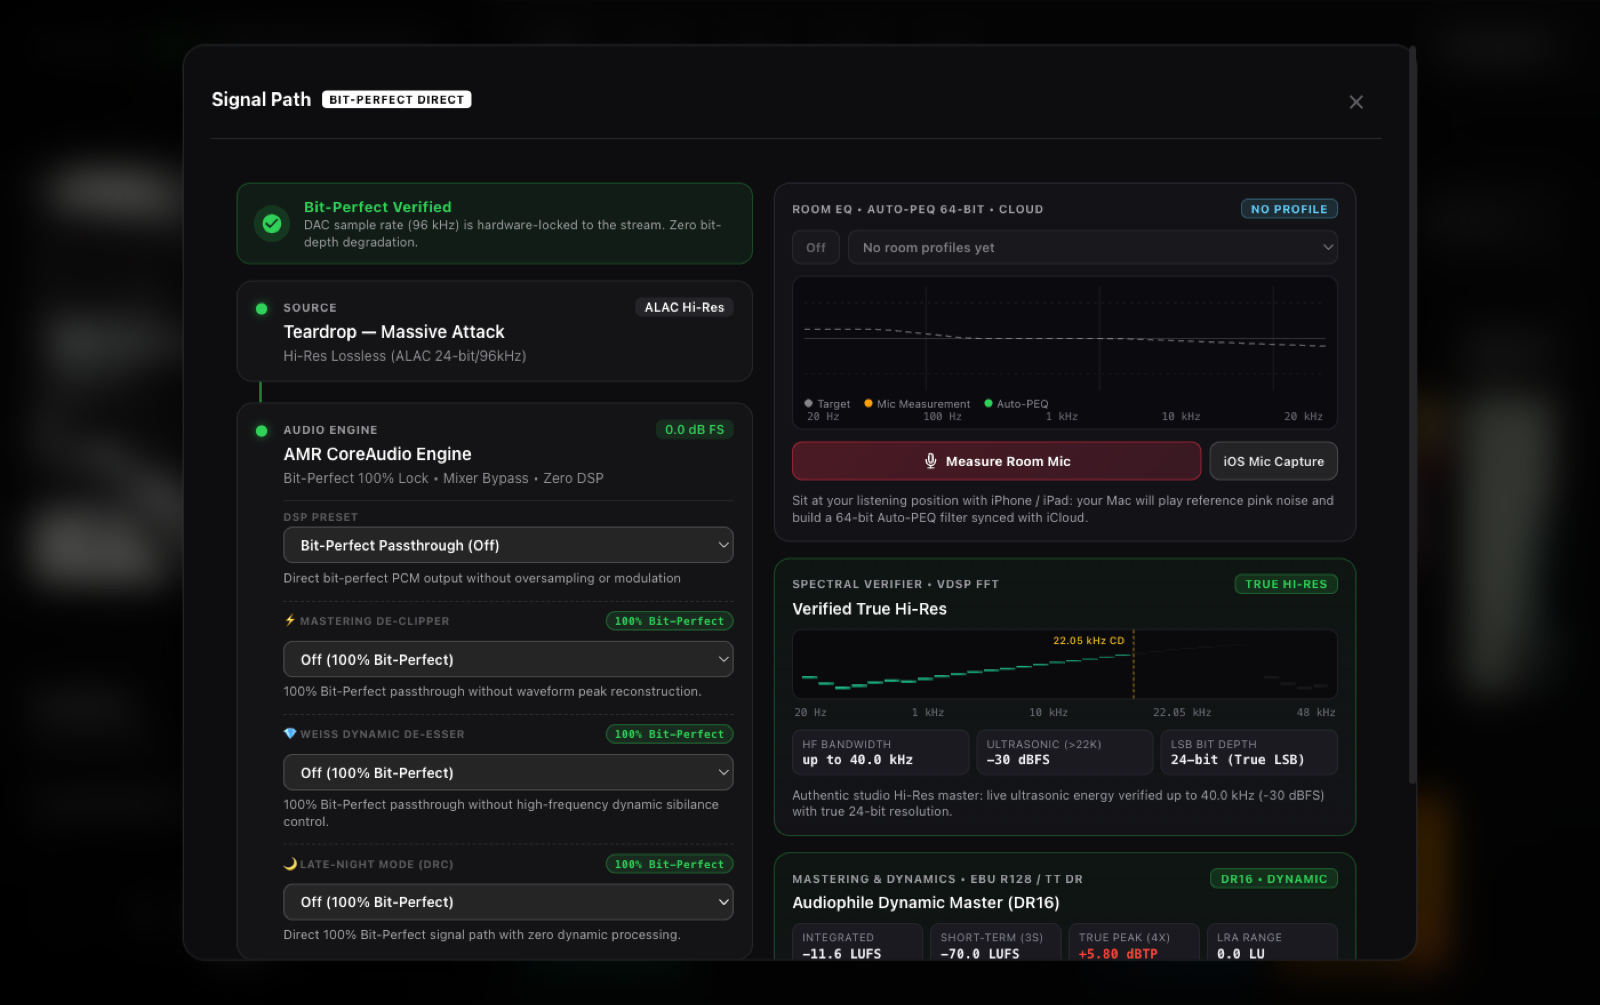 Signal Path BIT-PERFECT DIRECT
Bit-Perfect Verified
DAC sample rate (96 kHz) is hardware-locked to the stream. Zero bit-
depth degradation.
SOURCE ALAC Hi-Res
Teardrop — Massive Attack
Hi-Res Lossless (ALAC 24-bit/96kHz)
AUDIO ENGINE 0.0 dB FS
AMR CoreAudio Engine
Bit-Perfect 100% Lock • Mixer Bypass • Zero DSP
DSP PRESET
Bit-Perfect Passthrough (Off)
Direct bit-perfect PCM output without oversampling or modulation
⚡ MASTERING DE-CLIPPER 100% Bit-Perfect
Off (100% Bit-Perfect)
100% Bit-Perfect passthrough without waveform peak reconstruction.
💎 WEISS DYNAMIC DE-ESSER 100% Bit-Perfect
Off (100% Bit-Perfect)
100% Bit-Perfect passthrough without high-frequency dynamic sibilance
control.
🌙 LATE-NIGHT MODE (DRC) 100% Bit-Perfect
Off (100% Bit-Perfect)
Direct 100% Bit-Perfect signal path with zero dynamic processing.
ROOM EQ • AUTO-PEQ 64-BIT • CLOUD NO PROFILE
Off No room profiles yet
Target Mic Measurement Auto-PEQ
20 Hz 100 Hz 1 kHz 10 kHz 20 kHz
Measure Room Mic iOS Mic Capture
Sit at your listening position with iPhone / iPad: your Mac will play reference pink noise and
build a 64-bit Auto-PEQ filter synced with iCloud.
SPECTRAL VERIFIER • VDSP FFT TRUE HI-RES
Verified True Hi-Res
22.05 kHz CD
20 Hz 1 kHz 10 kHz 22.05 kHz 48 kHz
HF BANDWIDTH ULTRASONIC (>22K) LSB BIT DEPTH
up to 40.0 kHz -30 dBFS 24-bit (True LSB)
Authentic studio Hi-Res master: live ultrasonic energy verified up to 40.0 kHz (-30 dBFS)
with true 24-bit resolution.
MASTERING & DYNAMICS • EBU R128 / TT DR DR16 • DYNAMIC
Audiophile Dynamic Master (DR16)
INTEGRATED SHORT-TERM (3S) TRUE PEAK (4X) LRA RANGE
-11.6 LUFS -70.0 LUFS +5.80 dBTP 0.0 LU